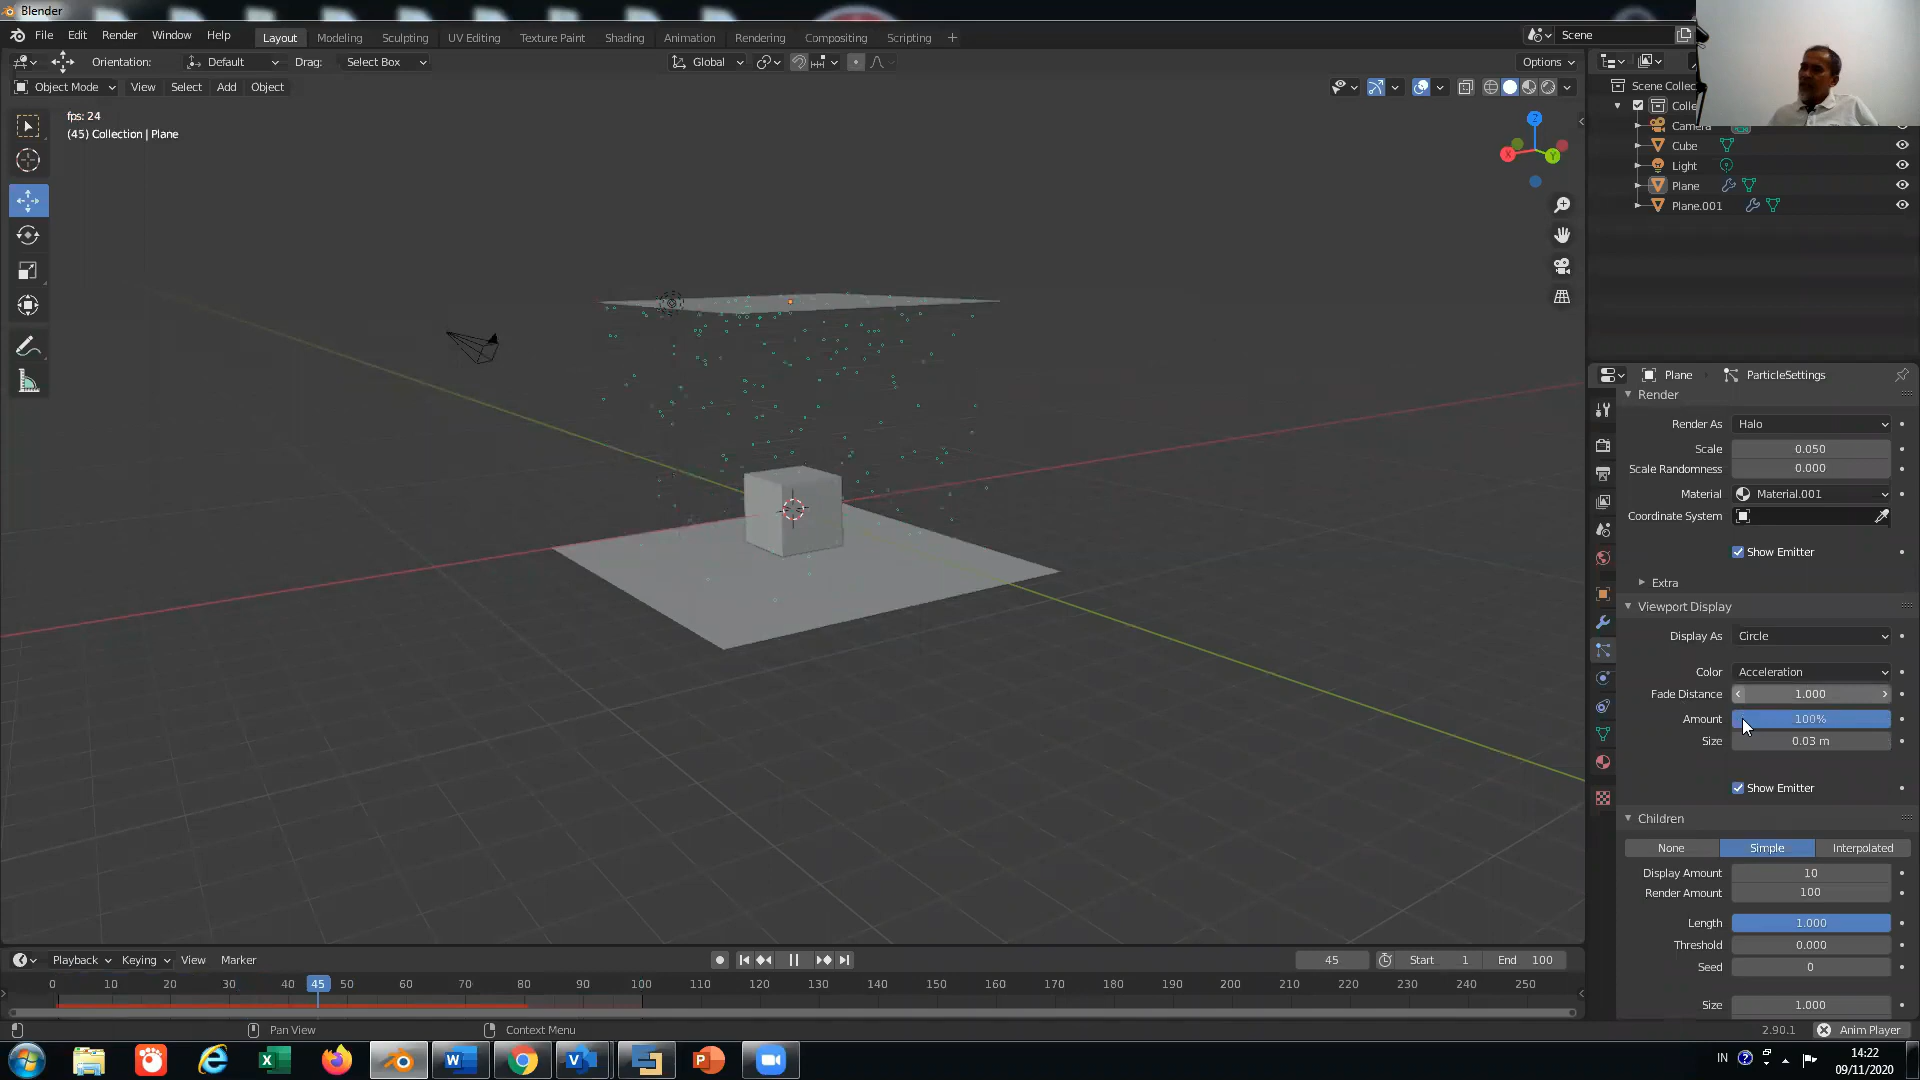 Blender
File Edit Render Window Help Layout Modeling Sculpting UV Editing Texture Paint Shading Animation Rendering Compositing Scripting + Scene
Orientation: Default Drag: Select Box Global Options
Object Mode View Select Add Object
fps: 24
(45) Collection | Plane
Z
X
Y
Scene Collec
Colle
Camera
Cube
Light
Plane
Plane.001
Plane ParticleSettings
Render
Render As Halo
Scale 0.050
Scale Randomness 0.000
Material Material.001
Coordinate System
Show Emitter
Extra
Viewport Display
Display As Circle
Color Acceleration
Fade Distance 1.000
Amount 100%
Size 0.03 m
Show Emitter
Children
None Simple Interpolated
Display Amount 10
Render Amount 100
Length 1.000
Threshold 0.000
Seed 0
Size 1.000
Playback Keying View Marker 45 Start 1 End 100
0 10 20 30 40 45 50 60 70 80 90 100 110 120 130 140 150 160 170 180 190 200 210 220 230 240 250
Pan View Context Menu 2.90.1 Anim Player
IN 14:22
09/11/2020